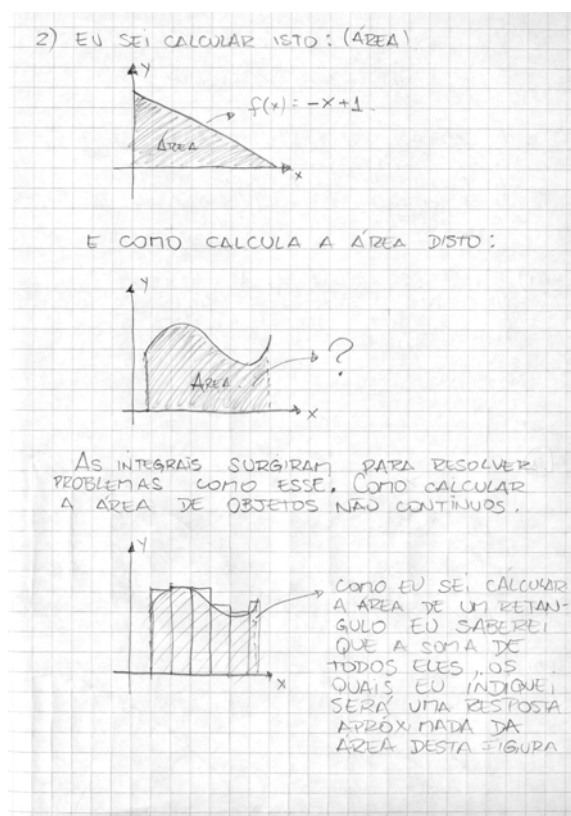 2) EU SEI CALCULAR ISTO: (ÁREA)
Y
f(x) = -x+1.
ÁREA
X
E COMO CALCULA A ÁREA DISTO:
Y
?
ÁREA
X
AS INTEGRAIS SURGIRAM PARA RESOLVER
PROBLEMAS COMO ESSE. COMO CALCULAR
A ÁREA DE OBJETOS NÃO CONTÍNUOS.
Y
X
COMO EU SEI CALCULAR
A ÁREA DE UM RETAN-
GULO EU SABEREI
QUE A SOMA DE
TODOS ELES, OS
QUAIS EU INDIQUEI,
SERÁ UMA RESPOSTA
APRÓXIMADA DA
ÁREA DESTA FIGURA